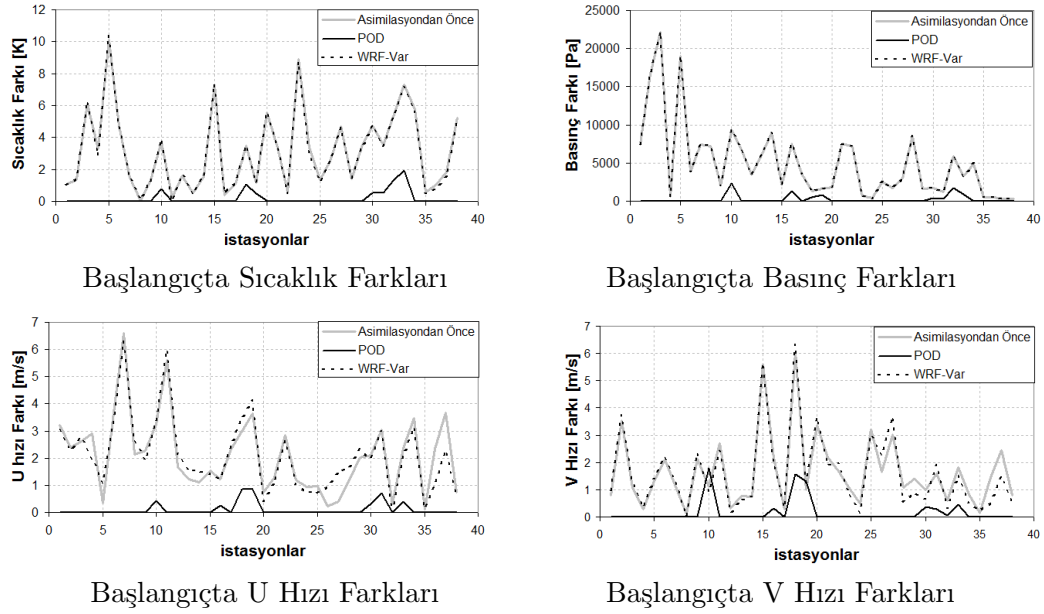 Sıcaklık Farkı [K]
12
10
8
6
4
2
0
Asimilasyondan Önce
POD
WRF-Var
0 5 10 15 20 25 30 35 40
istasyonlar
Başlangıçta Sıcaklık Farkları
Basınç Farkı [Pa]
25000
20000
15000
10000
5000
0
Asimilasyondan Önce
POD
WRF-Var
0 5 10 15 20 25 30 35 40
istasyonlar
Başlangıçta Basınç Farkları
U hızı Farkı [m/s]
7
6
5
4
3
2
1
0
Asimilasyondan Önce
POD
WRF-Var
0 5 10 15 20 25 30 35 40
istasyonlar
Başlangıçta U Hızı Farkları
V Hızı Farkı [m/s]
7
6
5
4
3
2
1
0
Asimilasyondan Önce
POD
WRF-Var
0 5 10 15 20 25 30 35 40
istasyonlar
Başlangıçta V Hızı Farkları